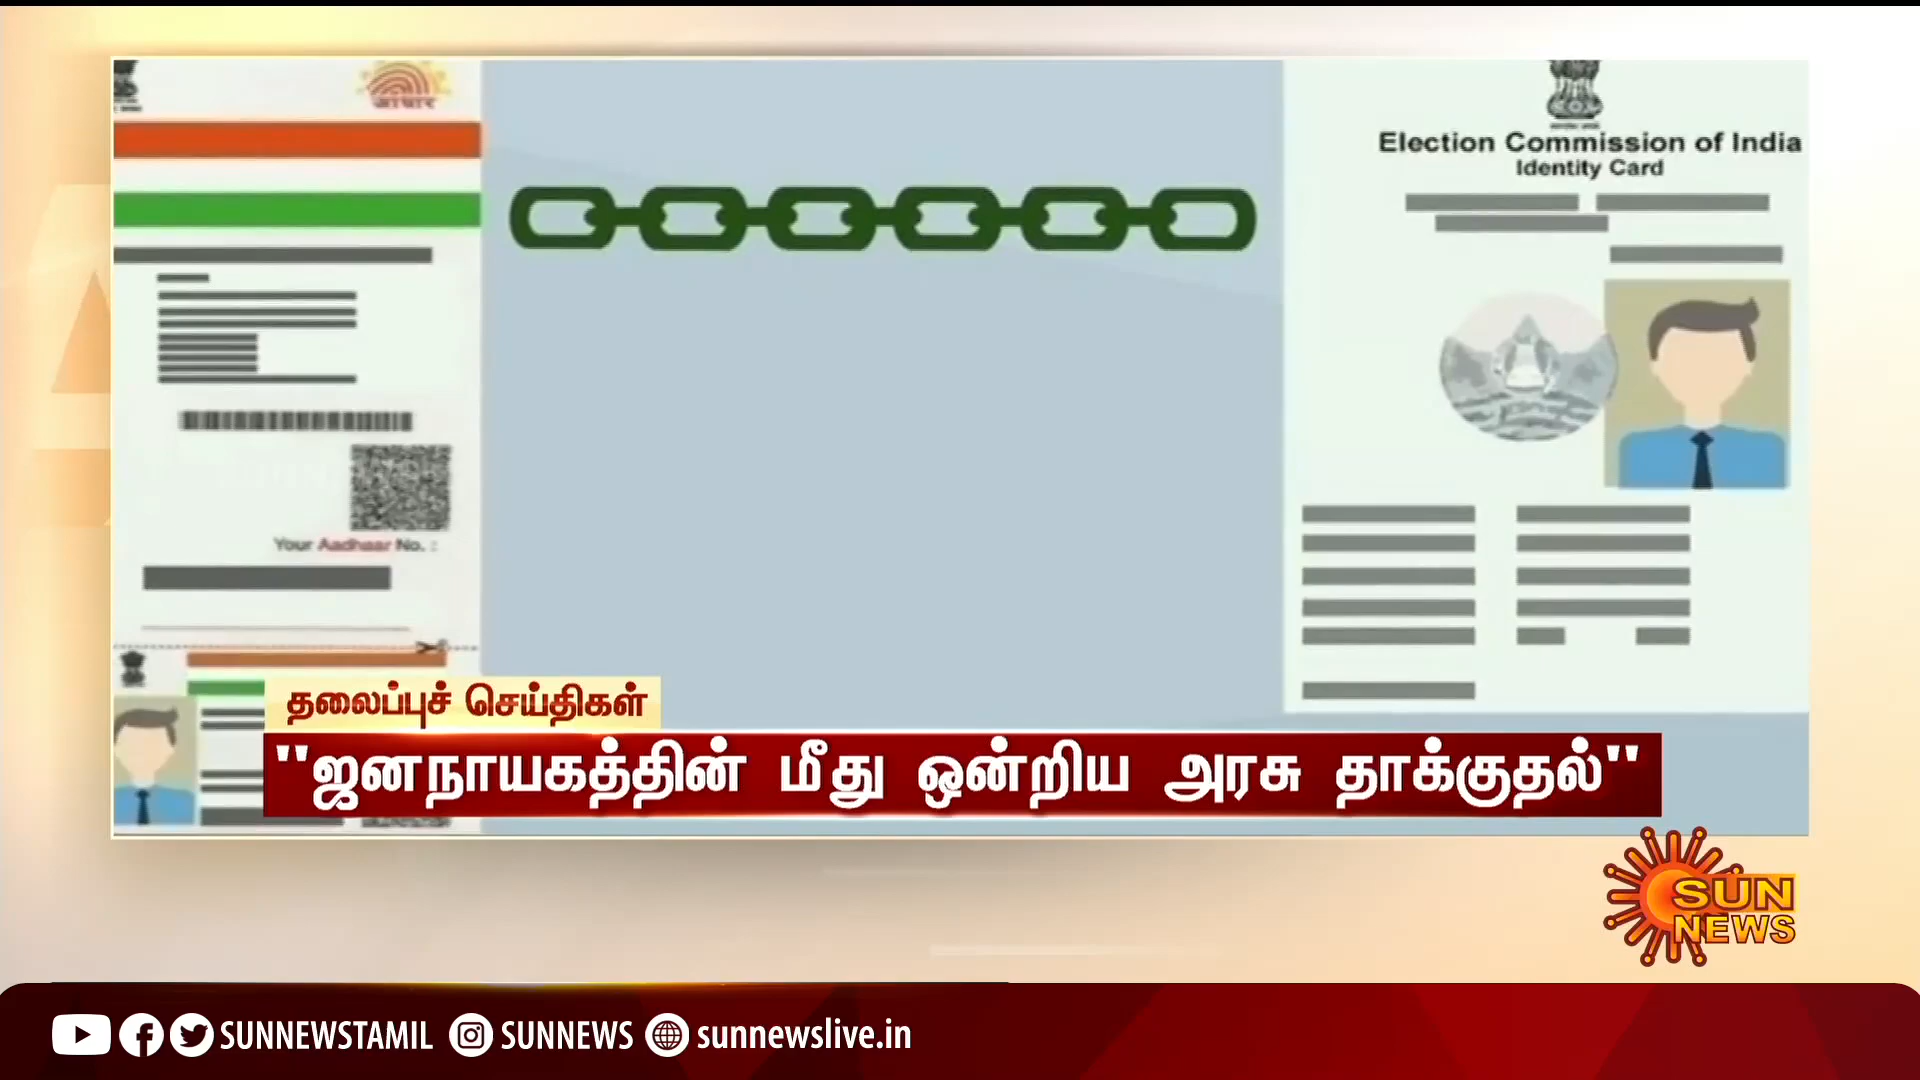 आधार
Election Commission of India
Identity Card
Your Aadhaar No. :
தலைப்புச் செய்திகள்
"ஜனநாயகத்தின் மீது ஒன்றிய அரசு தாக்குதல்"
SUN
NEWS
SUNNEWSTAMIL SUNNEWS sunnewslive.in